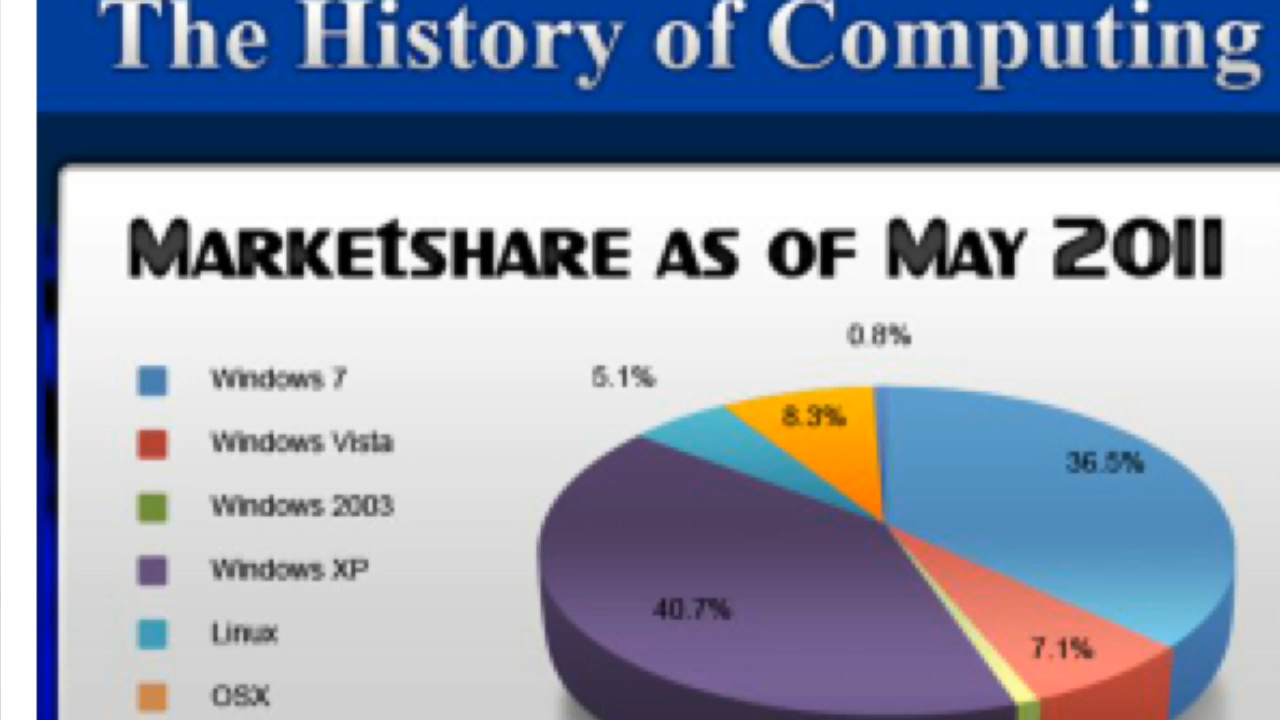 The History of Computing
Marketshare as of May 2011
0.8%
Windows 7
5.1%
8.3%
36.5%
Windows Vista
Windows 2003
Windows XP
40.7%
Linux
7.1%
OSX